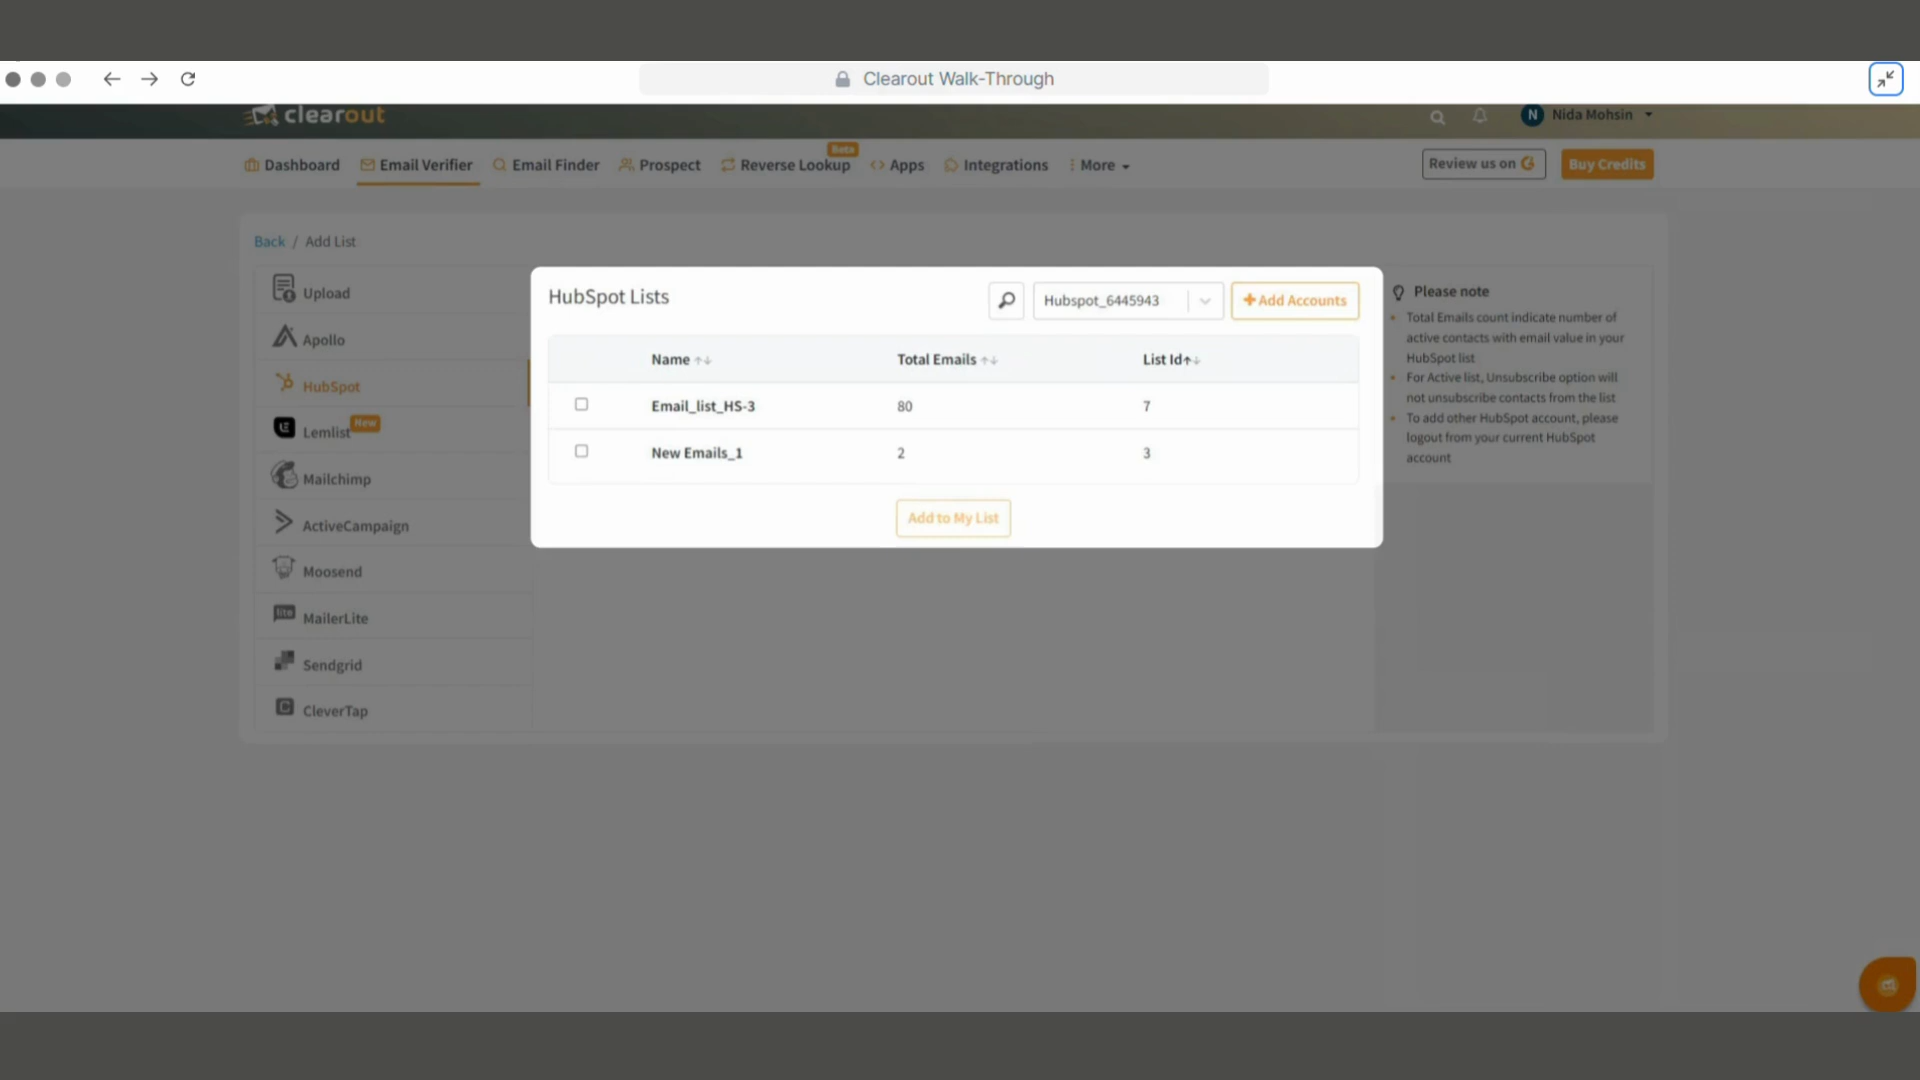 Clearout Walk-Through
clearout
N Nida Mohsin
Dashboard Email Verifier Email Finder Prospect Reverse Lookup Beta Apps Integrations More Review us on Buy Credits
Back / Add List
Upload
Apollo
HubSpot
Lemlist New
Mailchimp
ActiveCampaign
Moosend
lite MailerLite
Sendgrid
C CleverTap
HubSpot Lists Hubspot_6445943 Add Accounts
Name Total Emails List Id
Email_list_HS-3 80 7
New Emails_1 2 3
Add to My List
Please note
Total Emails count indicate number of
active contacts with email value in your
HubSpot list
For Active list, Unsubscribe option will
not unsubscribe contacts from the list
To add other HubSpot account, please
logout from your current HubSpot
account